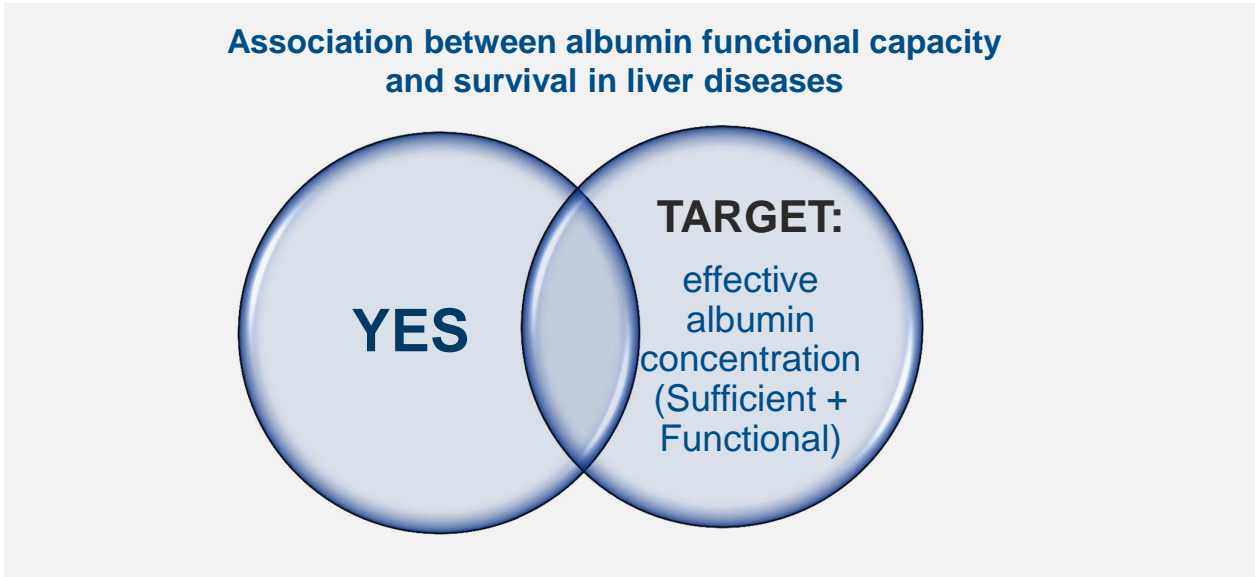 Association between albumin functional capacity
and survival in liver diseases
YES
TARGET:
effective
albumin
concentration
(Sufficient +
Functional)